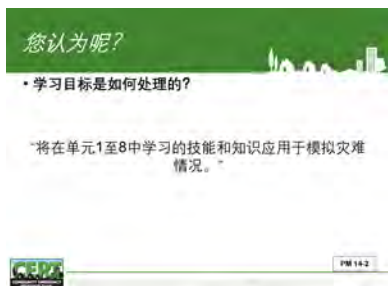 您认为呢?
• 学习目标是如何处理的?
“将在单元1至8中学习的技能和知识应用于模拟灾难
情况。”
CERT
PM 14-2